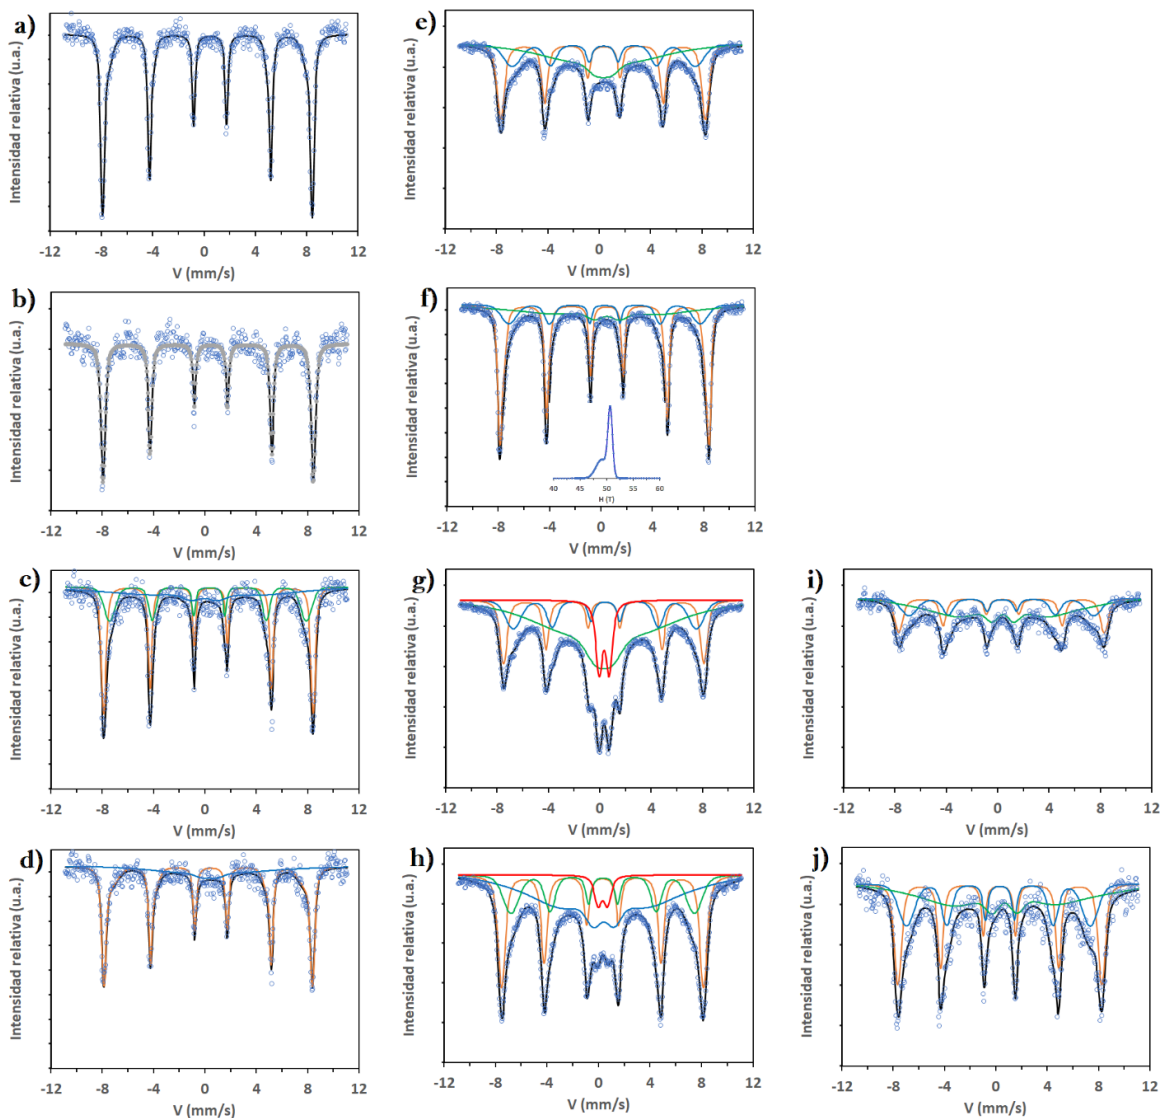 a)
Intensidad relativa (u.a.)
-12 -8 -4 0 4 8 12
V (mm/s)
e)
Intensidad relativa (u.a.)
-12 -8 -4 0 4 8 12
V (mm/s)
b)
Intensidad relativa (u.a.)
-12 -8 -4 0 4 8 12
V (mm/s)
f)
Intensidad relativa (u.a.)
40 45 50 55 60
H (T)
-12 -8 -4 0 4 8 12
V (mm/s)
c)
Intensidad relativa (u.a.)
-12 -8 -4 0 4 8 12
V (mm/s)
g)
Intensidad relativa (u.a.)
-12 -8 -4 0 4 8 12
V (mm/s)
i)
Intensidad relativa (u.a.)
-12 -8 -4 0 4 8 12
V (mm/s)
d)
Intensidad relativa (u.a.)
-12 -8 -4 0 4 8 12
V (mm/s)
h)
Intensidad relativa (u.a.)
-12 -8 -4 0 4 8 12
V (mm/s)
j)
Intensidad relativa (u.a.)
-12 -8 -4 0 4 8 12
V (mm/s)